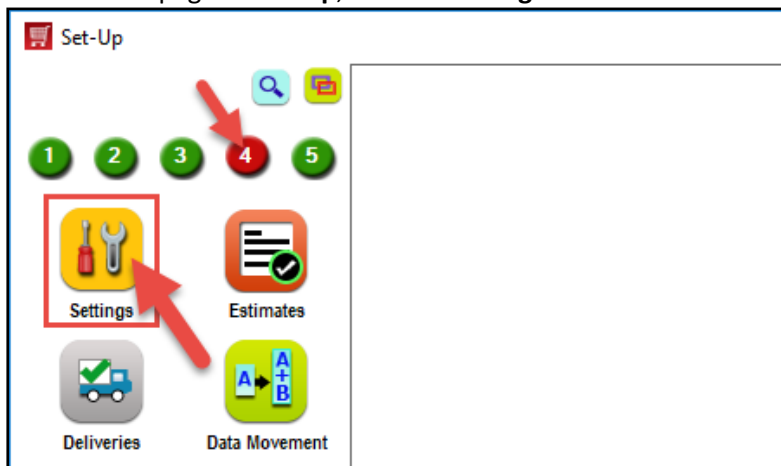 Set-Up
1 2 3 4 5
Settings
Estimates
A
A
+
B
Deliveries
Data Movement